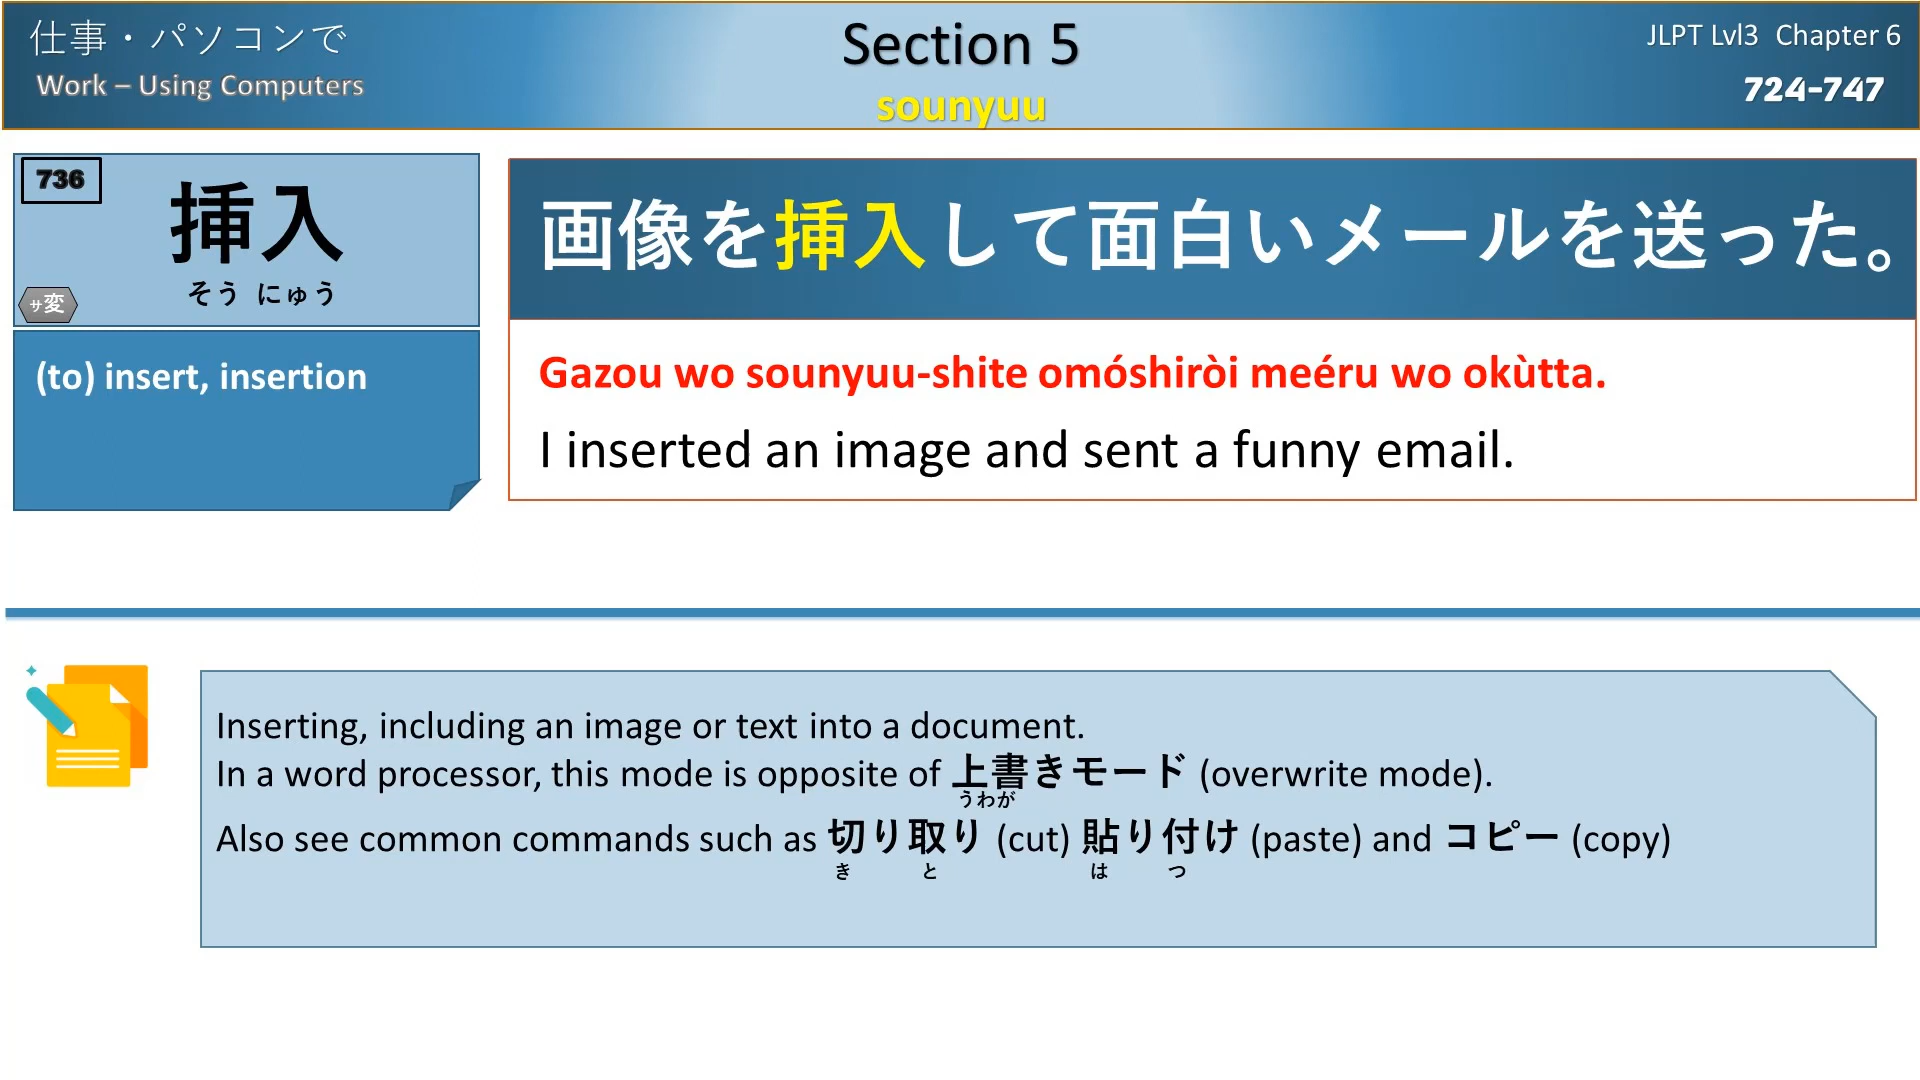 仕事・パソコンで
Work – Using Computers
Section 5
sounyuu
JLPT Lvl3 Chapter 6
724-747
736
挿入
そう にゅう
サ変
(to) insert, insertion
画像を挿入して面白いメールを送った。
Gazou wo sounyuu-shite omóshiròi meéru wo okùtta.
I inserted an image and sent a funny email.
Inserting, including an image or text into a document.
In a word processor, this mode is opposite of 上書きモード (overwrite mode).
うわが
Also see common commands such as 切り取り (cut) 貼り付け (paste) and コピー (copy)
き と は つ